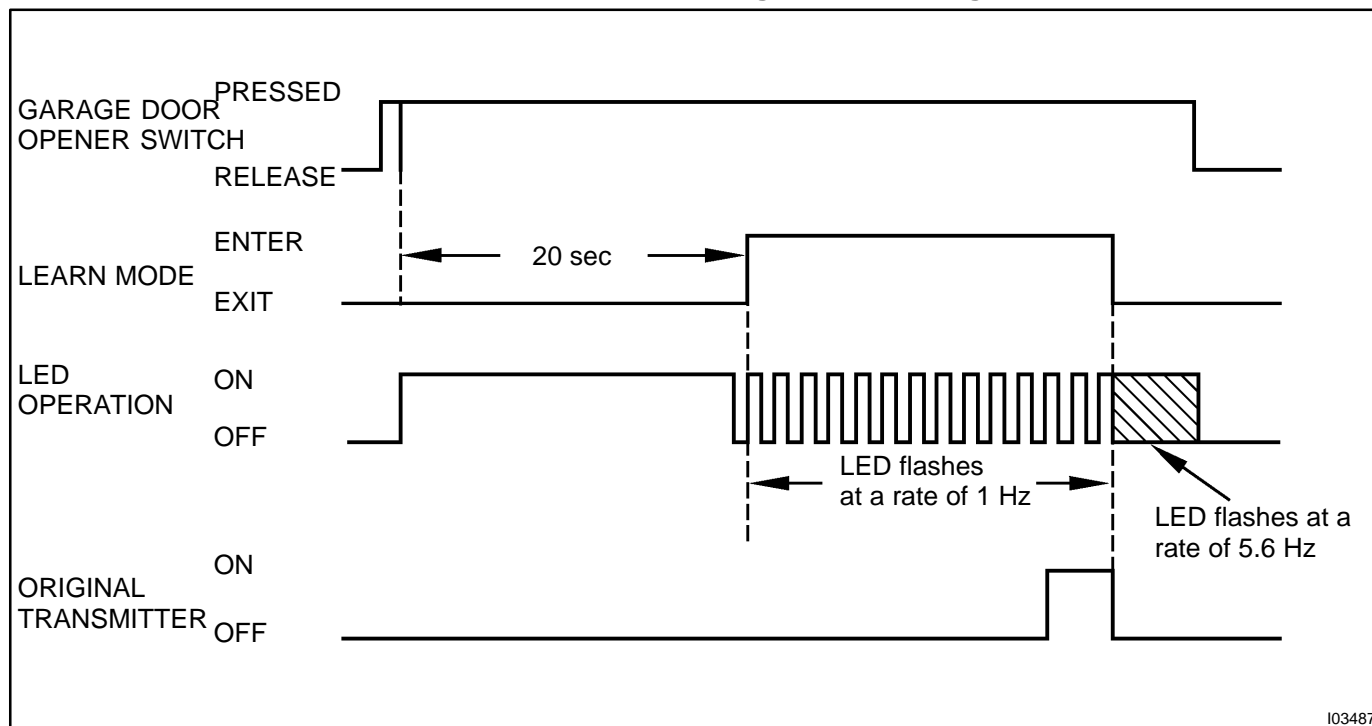 PRESSED
GARAGE DOOR
OPENER SWITCH
RELEASE
ENTER
20 sec
LEARN MODE
EXIT
LED
OPERATION
ON
OFF
LED flashes
at a rate of 1 Hz
LED flashes at a
rate of 5.6 Hz
ON
ORIGINAL
TRANSMITTER
OFF
I03487